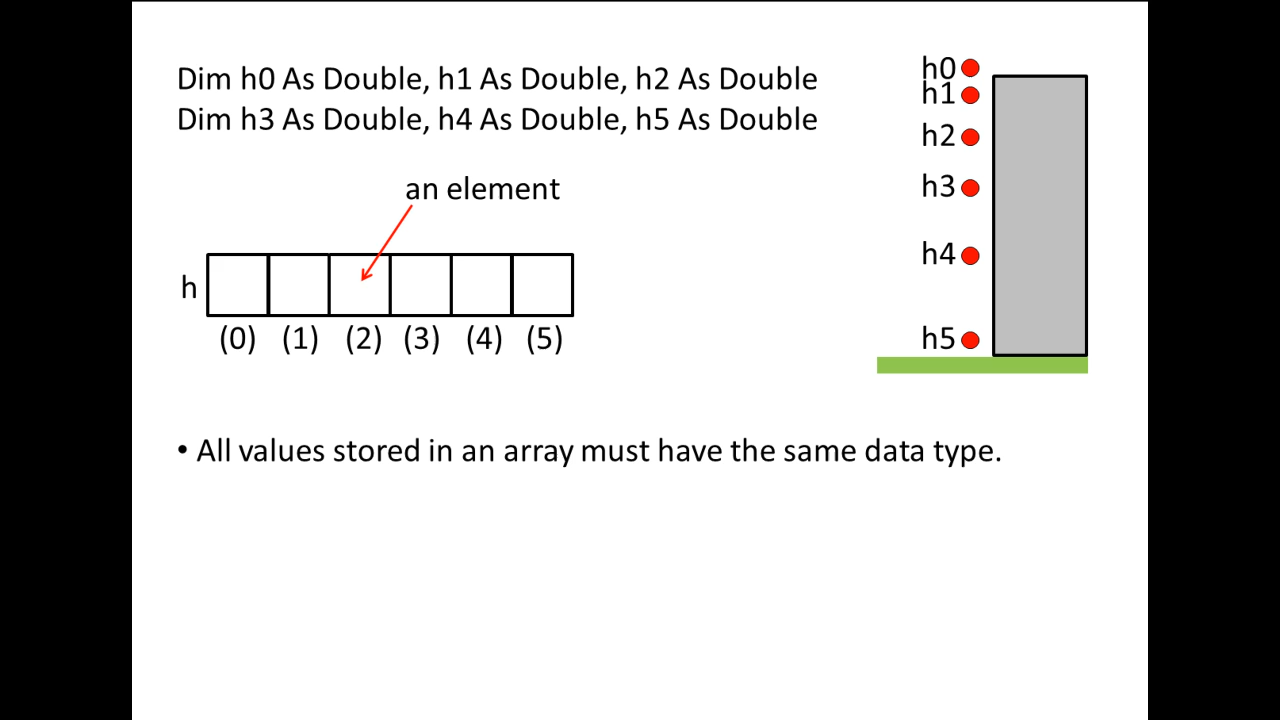 Dim h0 As Double, h1 As Double, h2 As Double
Dim h3 As Double, h4 As Double, h5 As Double
an element
h
(0) (1) (2) (3) (4) (5)
h0
h1
h2
h3
h4
h5
• All values stored in an array must have the same data type.